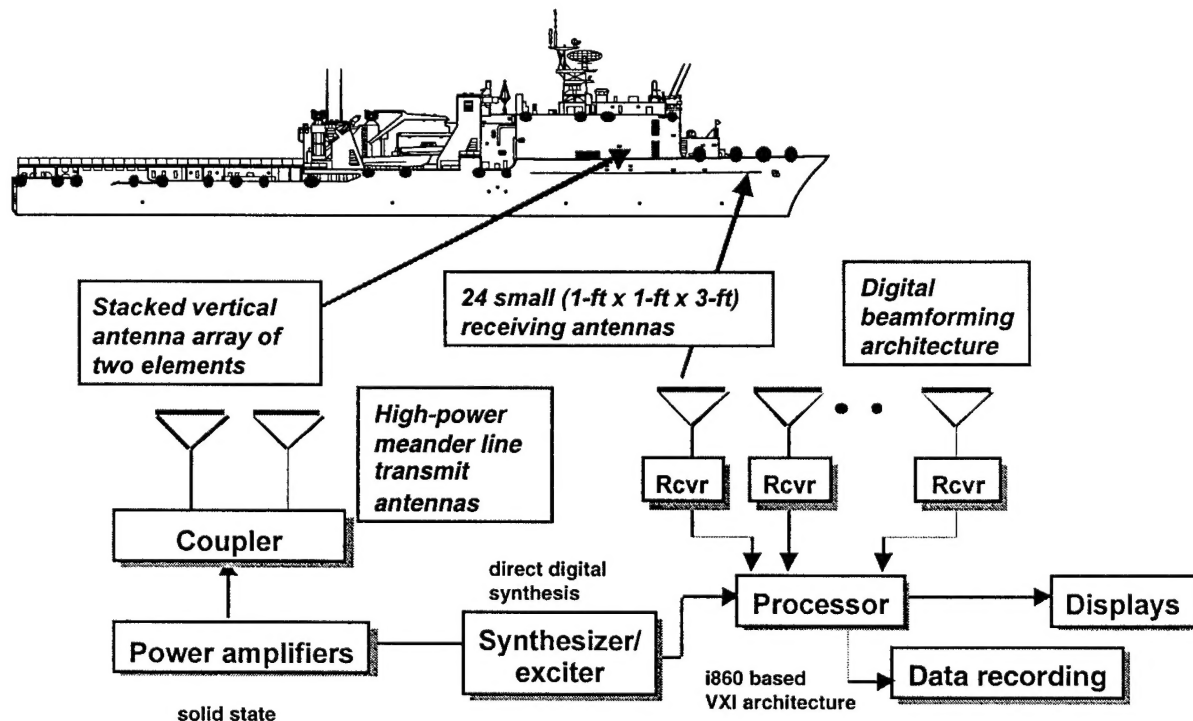 Stacked vertical
antenna array of
two elements
24 small (1-ft x 1-ft x 3-ft)
receiving antennas
Digital
beamforming
architecture
High-power
meander line
transmit
antennas
Rcvr
Rcvr
Rcvr
Coupler
direct digital
synthesis
Processor
Displays
Power amplifiers
Synthesizer/
exciter
i860 based
VXI architecture
Data recording
solid state